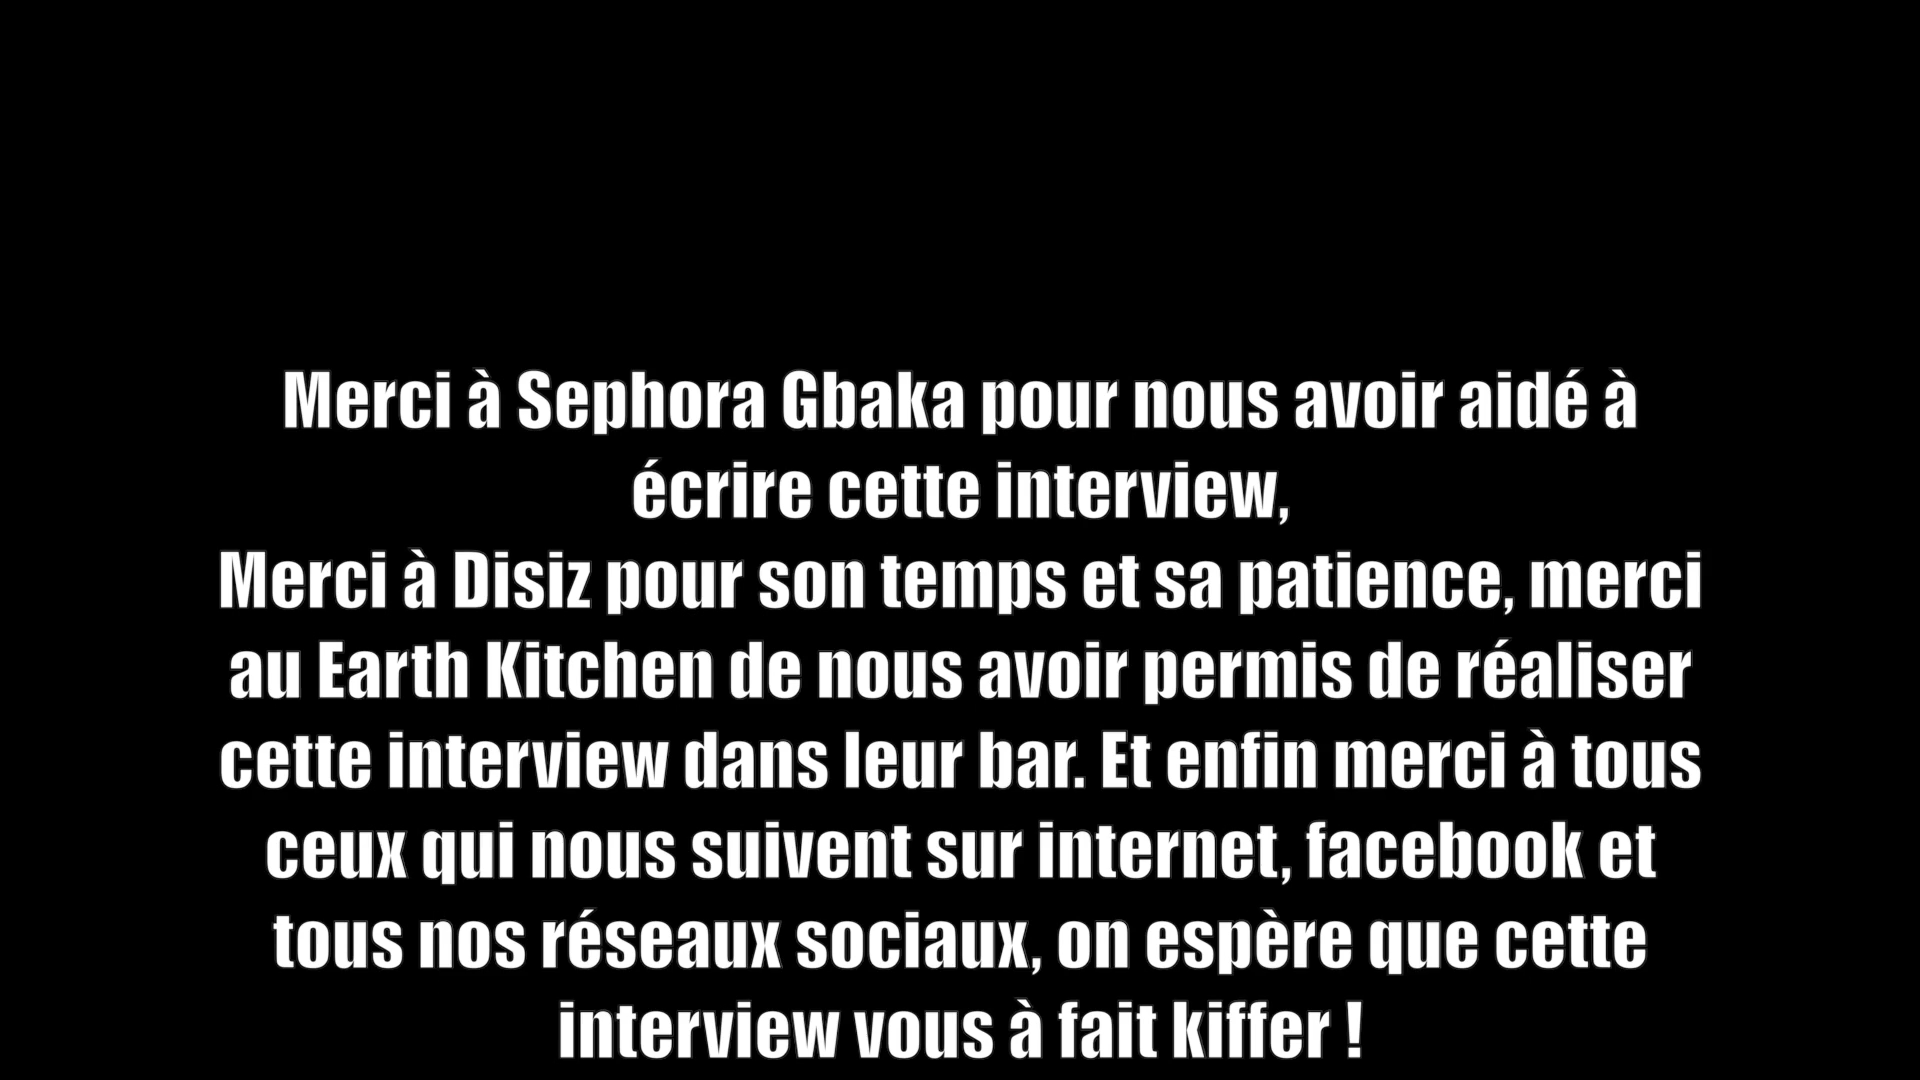 Merci à Sephora Gbaka pour nous avoir aidé à
écrire cette interview,
Merci à Disiz pour son temps et sa patience, merci
au Earth Kitchen de nous avoir permis de réaliser
cette interview dans leur bar. Et enfin merci à tous
ceux qui nous suivent sur internet, facebook et
tous nos réseaux sociaux, on espère que cette
interview vous à fait kiffer !